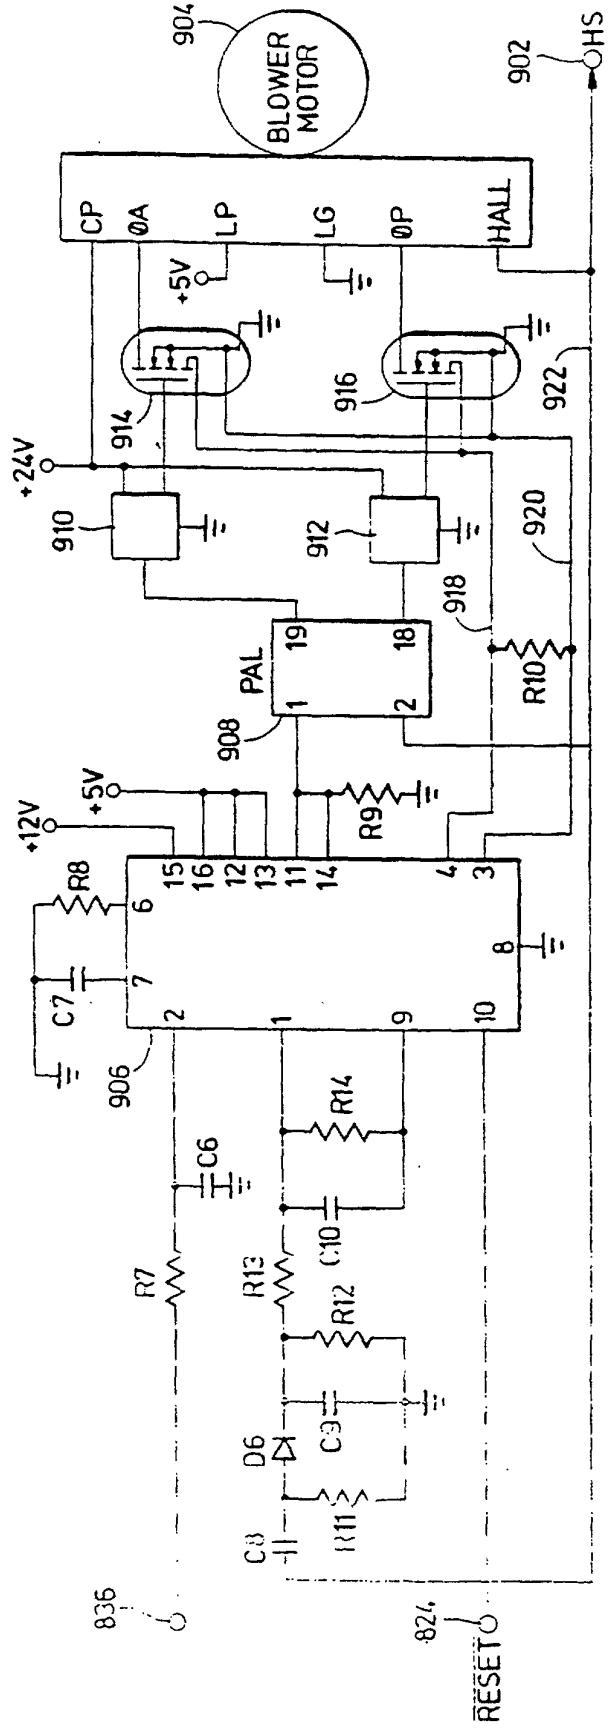 836
R7
C6
906
2
C7
7
R8
6
+12V
15
16
12
13
11
14
4
3
8
1
9
10
+5V
R9
C8
R11
D6
C9
R12
R13
C10
R14
824
RESET
908
PAL
1
2
19
18
910
912
+24V
914
916
918
R10
920
922
+5V
CP
ØA
LP
LG
ØP
HALL
BLOWER
MOTOR
904
902
HS